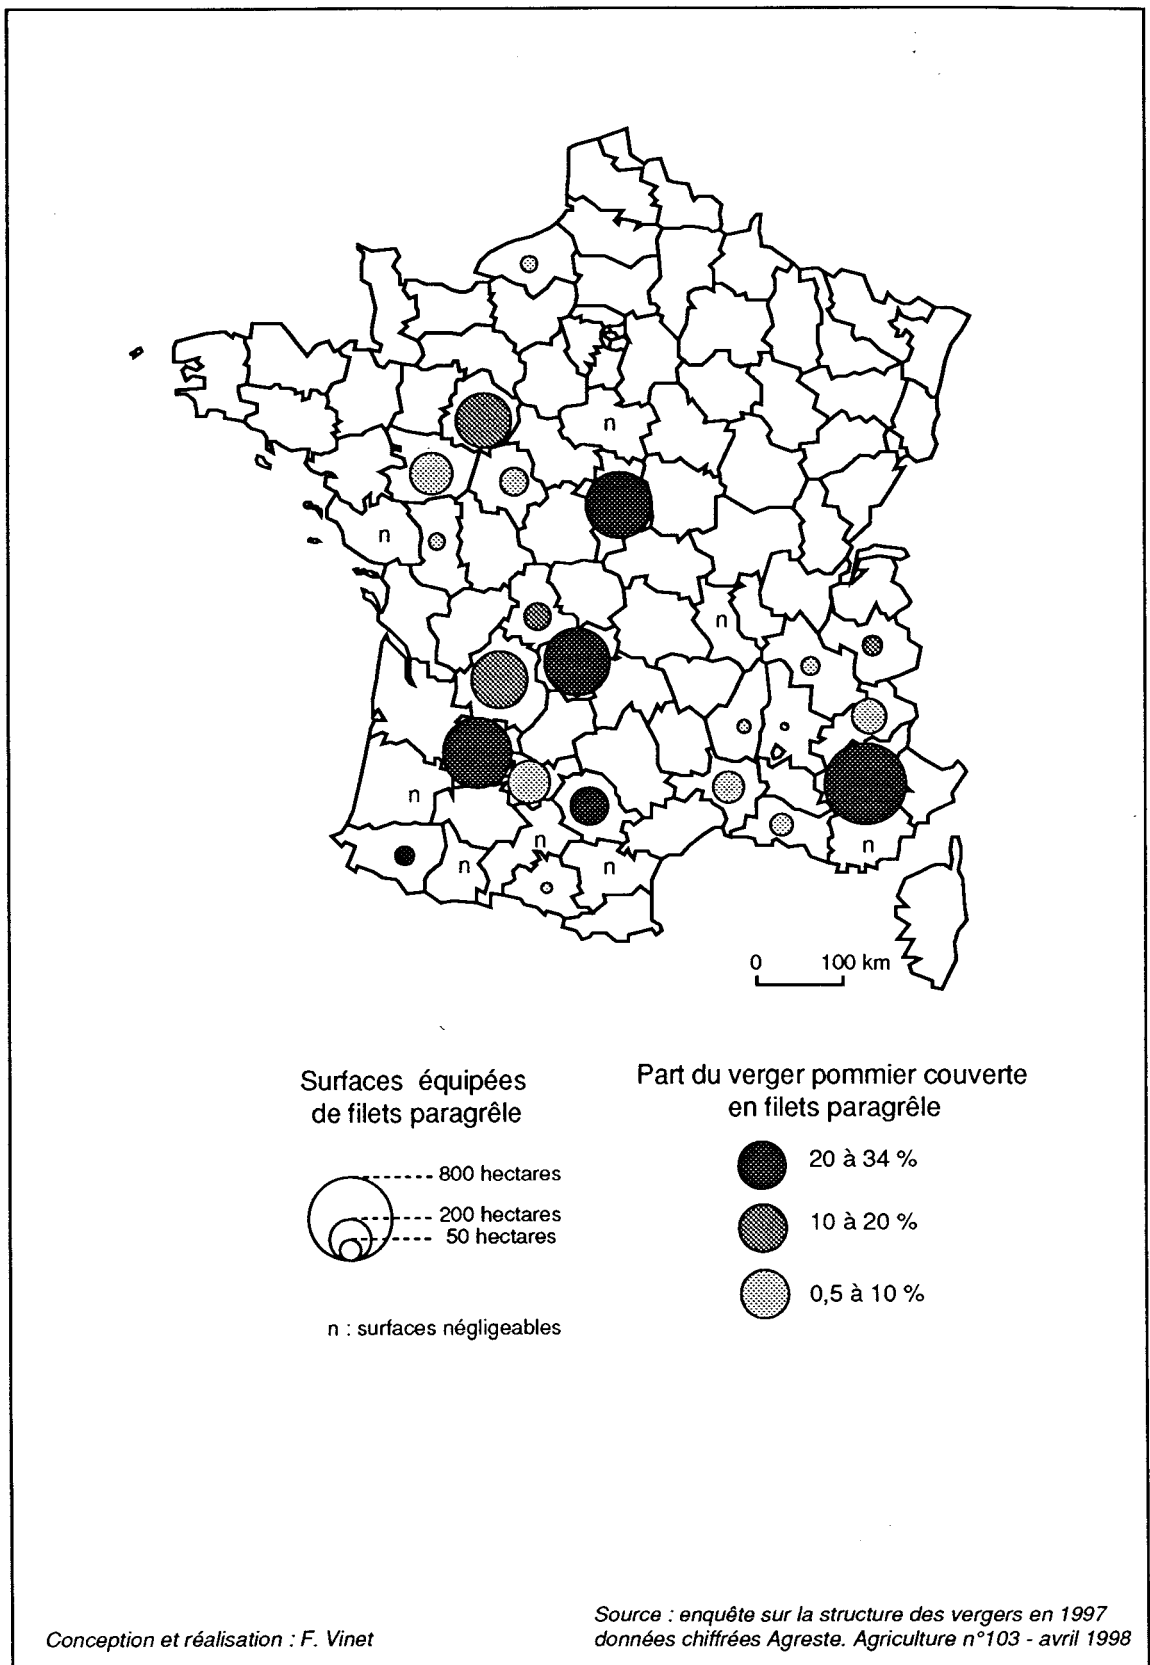 n
n
n
n
n
n
n
n
n
0 100 km
Surfaces équipées
de filets paragrêle
800 hectares
200 hectares
50 hectares
n : surfaces négligeables
Part du verger pommier couverte
en filets paragrêle
20 à 34 %
10 à 20 %
0,5 à 10 %
Conception et réalisation : F. Vinet
Source : enquête sur la structure des vergers en 1997
données chiffrées Agreste. Agriculture n°103 - avril 1998